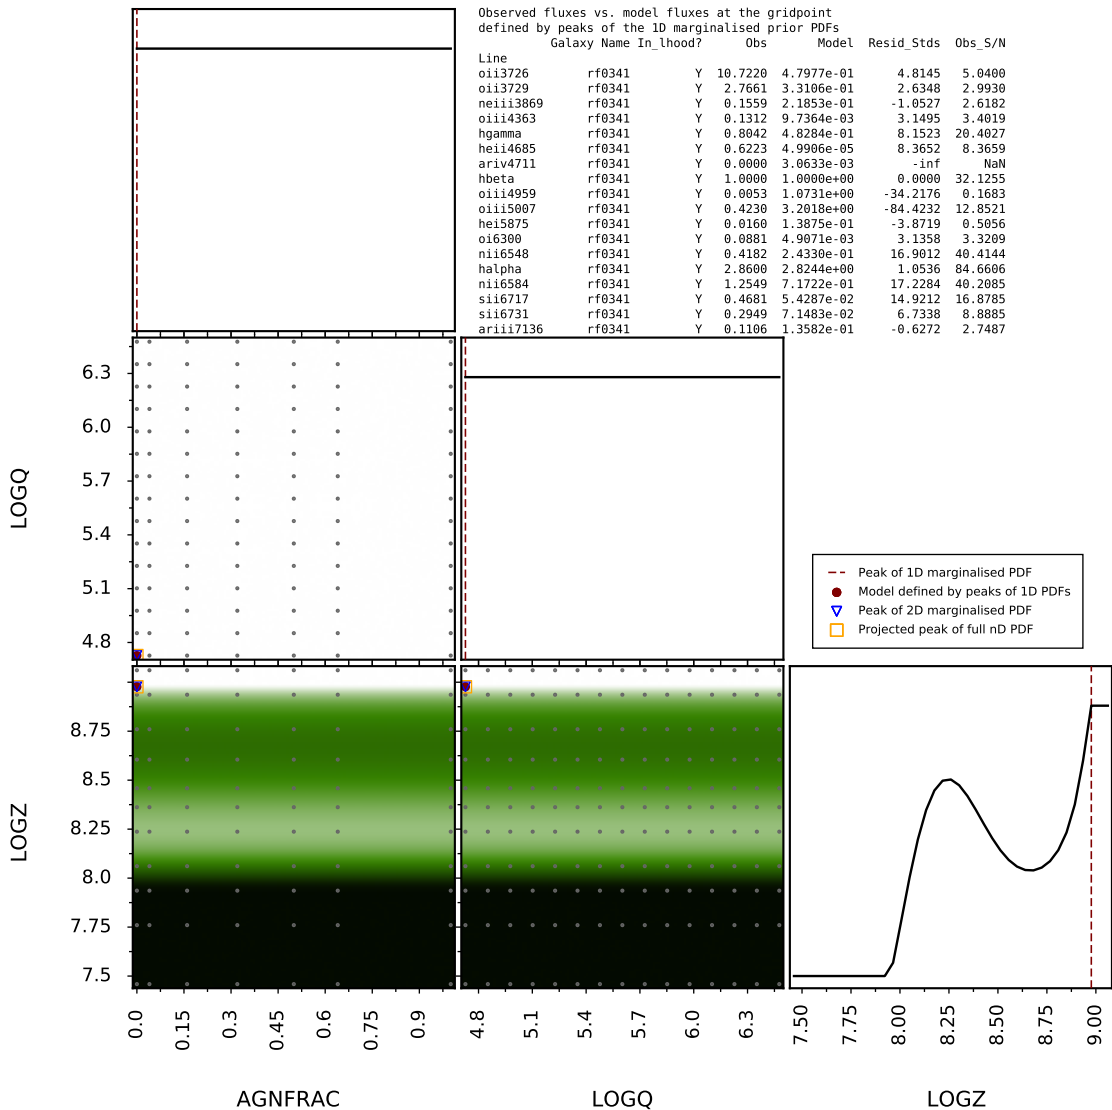 Observed fluxes vs. model fluxes at the gridpoint
defined by peaks of the 1D marginalised prior PDFs
Galaxy Name In_lhood? Obs Model Resid_Stds Obs_S/N
Line
oii3726 rf0341 Y 10.7220 4.7977e-01 4.8145 5.0400
oii3729 rf0341 Y 2.7661 3.3106e-01 2.6348 2.9930
neiii3869 rf0341 Y 0.1559 2.1853e-01 -1.0527 2.6182
oiii4363 rf0341 Y 0.1312 9.7364e-03 3.1495 3.4019
hgamma rf0341 Y 0.8042 4.8284e-01 8.1523 20.4027
heii4685 rf0341 Y 0.6223 4.9906e-05 8.3652 8.3659
ariv4711 rf0341 Y 0.0000 3.0633e-03 -inf NaN
hbeta rf0341 Y 1.0000 1.0000e+00 0.0000 32.1255
oiii4959 rf0341 Y 0.0053 1.0731e+00 -34.2176 0.1683
oiii5007 rf0341 Y 0.4230 3.2018e+00 -84.4232 12.8521
hei5875 rf0341 Y 0.0160 1.3875e-01 -3.8719 0.5056
oi6300 rf0341 Y 0.0881 4.9071e-03 3.1358 3.3209
nii6548 rf0341 Y 0.4182 2.4330e-01 16.9012 40.4144
halpha rf0341 Y 2.8600 2.8244e+00 1.0536 84.6606
nii6584 rf0341 Y 1.2549 7.1722e-01 17.2284 40.2085
sii6717 rf0341 Y 0.4681 5.4287e-02 14.9212 16.8785
sii6731 rf0341 Y 0.2949 7.1483e-02 6.7338 8.8885
ariii7136 rf0341 Y 0.1106 1.3582e-01 -0.6272 2.7487
6.3
6.0
5.7
5.4
5.1
4.8
LOGQ
Peak of 1D marginalised PDF
Model defined by peaks of 1D PDFs
Peak of 2D marginalised PDF
Projected peak of full nD PDF
8.75
8.5
8.25
8.0
7.75
7.5
LOGZ
0.0 0.15 0.3 0.45 0.6 0.75 0.9
4.8 5.1 5.4 5.7 6.0 6.3
7.50 7.75 8.00 8.25 8.50 8.75 9.00
AGNFRAC LOGQ LOGZ